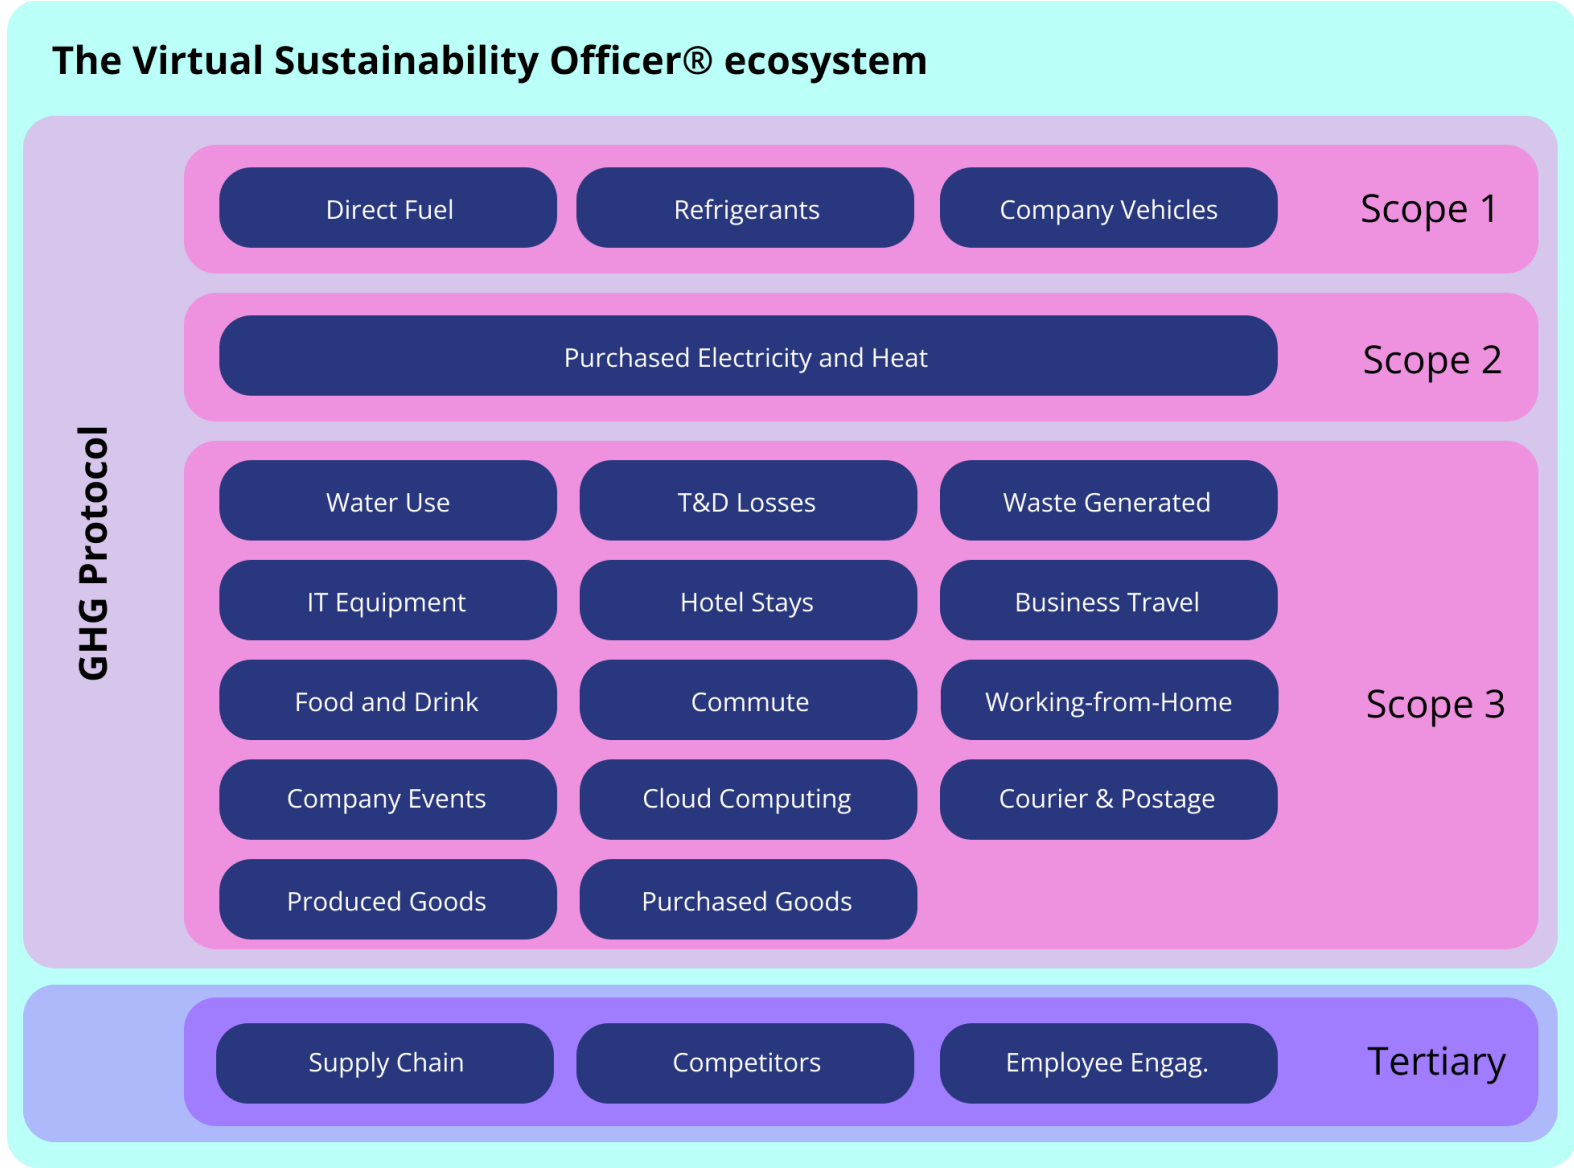 The Virtual Sustainability Officer® ecosystem
GHG Protocol
Direct Fuel
Refrigerants
Company Vehicles
Scope 1
Purchased Electricity and Heat
Scope 2
Water Use
T&D Losses
Waste Generated
IT Equipment
Hotel Stays
Business Travel
Food and Drink
Commute
Working-from-Home
Scope 3
Company Events
Cloud Computing
Courier & Postage
Produced Goods
Purchased Goods
Supply Chain
Competitors
Employee Engag.
Tertiary